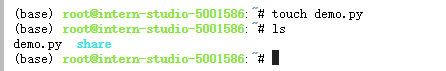 (base) root@intern-studio-5001586:~# touch demo.py
(base) root@intern-studio-5001586:~# ls
demo.py share
(base) root@intern-studio-5001586:~#